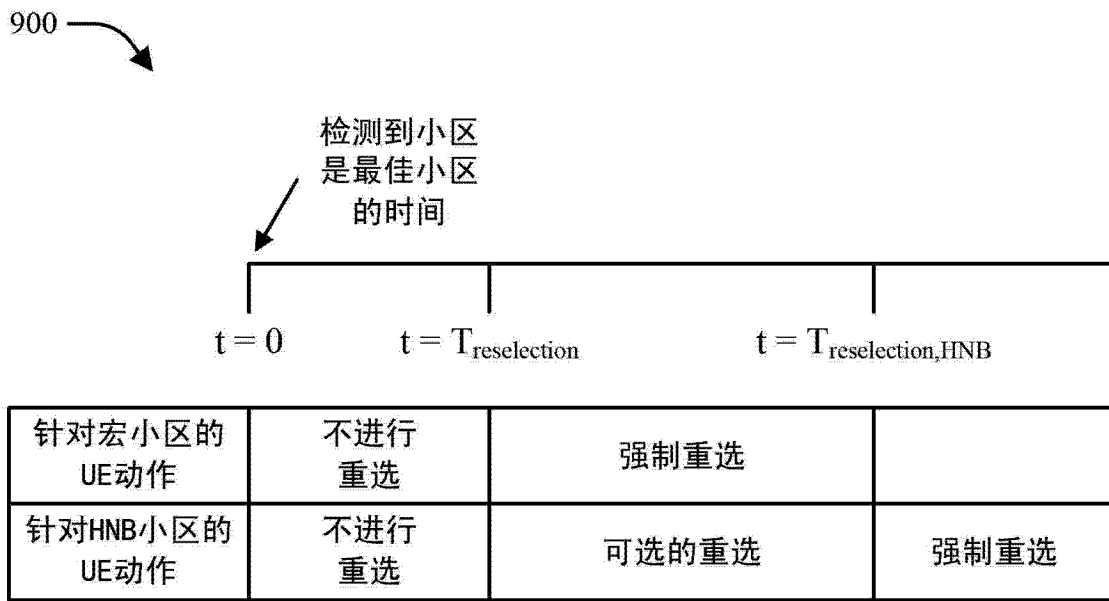 900
检测到小区
是最佳小区
的时间
t = 0 t = Treselection t = Treselection,HNB
针对宏小区的
UE动作
不进行
重选
强制重选
针对HNB小区的
UE动作
不进行
重选
可选的重选
强制重选